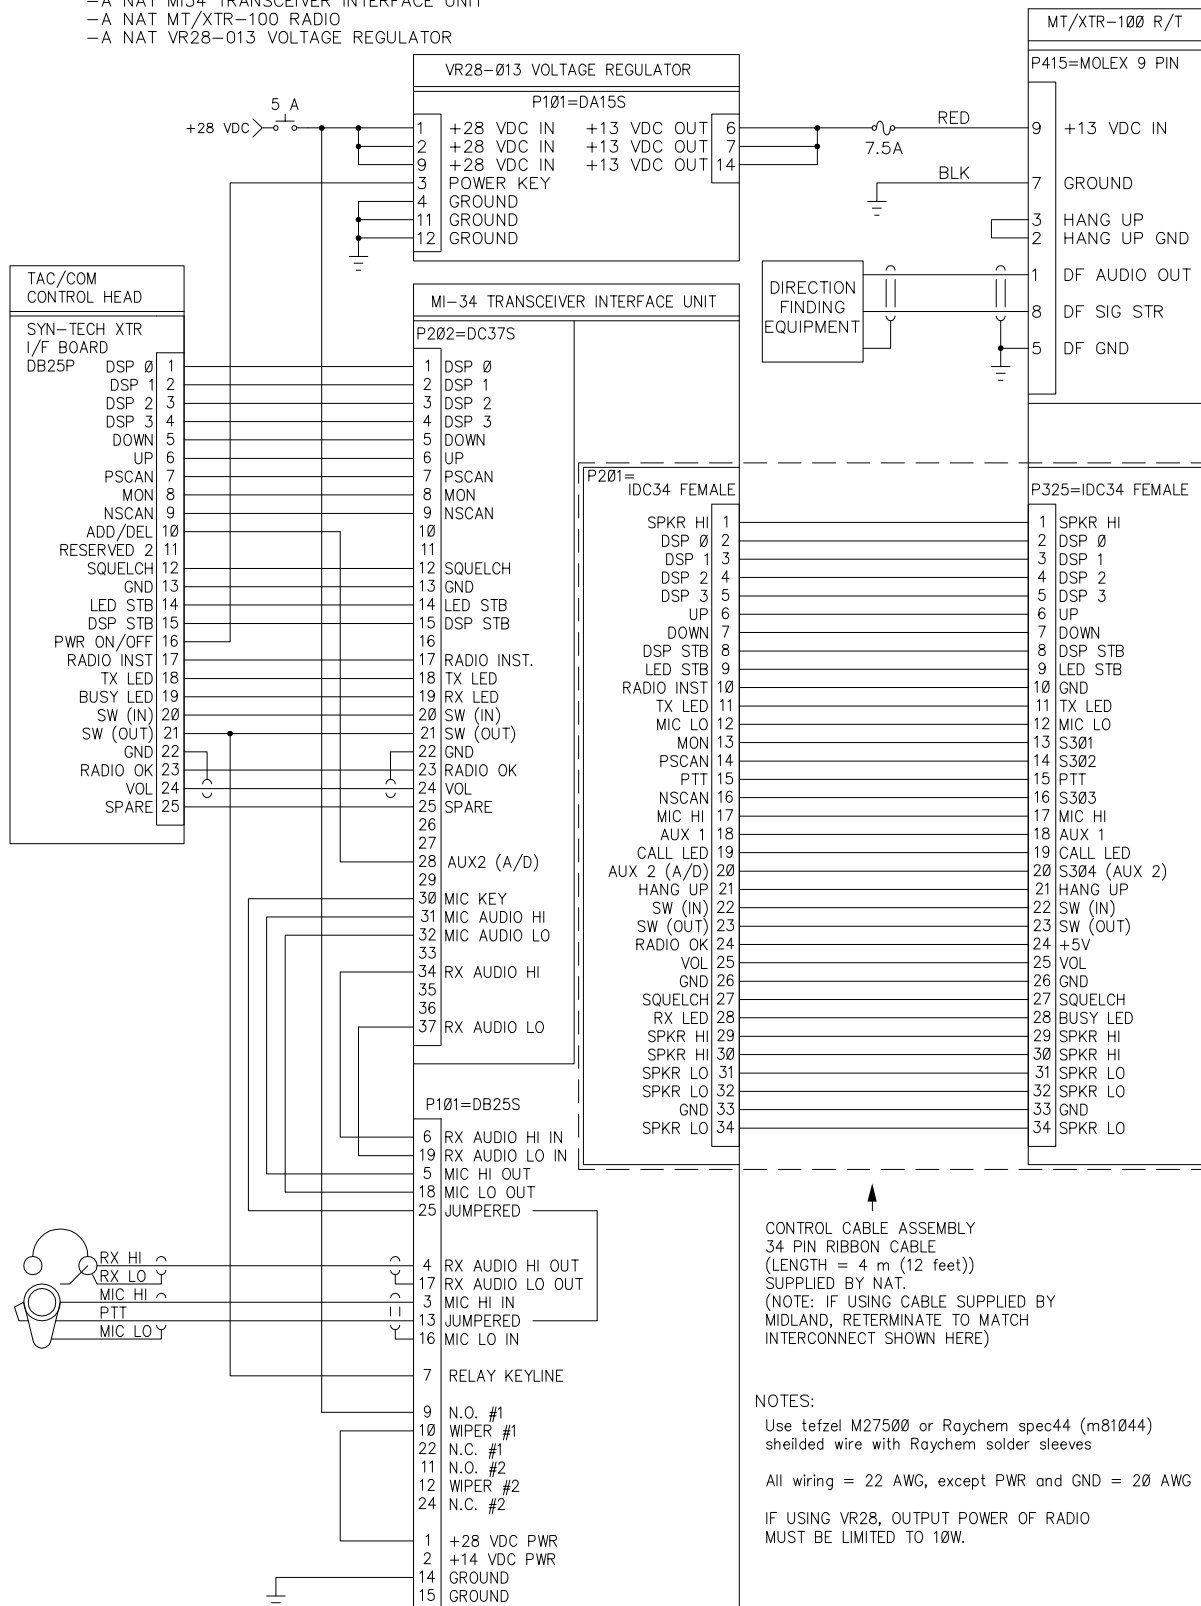 -A NAT MI34 TRANSCEIVER INTERFACE UNIT
-A NAT MT/XTR-100 RADIO
-A NAT VR28-013 VOLTAGE REGULATOR
MT/XTR-100 R/T
P415=MOLEX 9 PIN
9 +13 VDC IN
7 GROUND
3 HANG UP
2 HANG UP GND
1 DF AUDIO OUT
8 DF SIG STR
5 DF GND
VR28-013 VOLTAGE REGULATOR
P101=DA15S
5 A
+28 VDC
1 +28 VDC IN +13 VDC OUT 6
2 +28 VDC IN +13 VDC OUT 7
9 +28 VDC IN +13 VDC OUT 14
3 POWER KEY
4 GROUND
11 GROUND
12 GROUND
7.5A
RED
BLK
DIRECTION
FINDING
EQUIPMENT
TAC/COM
CONTROL HEAD
SYN-TECH XTR
I/F BOARD
DB25P
DSP 0 1
DSP 1 2
DSP 2 3
DSP 3 4
DOWN 5
UP 6
PSCAN 7
MON 8
NSCAN 9
ADD/DEL 10
RESERVED 2 11
SQUELCH 12
GND 13
LED STB 14
DSP STB 15
PWR ON/OFF 16
RADIO INST 17
TX LED 18
BUSY LED 19
SW (IN) 20
SW (OUT) 21
GND 22
RADIO OK 23
VOL 24
SPARE 25
MI-34 TRANSCEIVER INTERFACE UNIT
P202=DC37S
1 DSP 0
2 DSP 1
3 DSP 2
4 DSP 3
5 DOWN
6 UP
7 PSCAN
8 MON
9 NSCAN
10
11
12 SQUELCH
13 GND
14 LED STB
15 DSP STB
16
17 RADIO INST.
18 TX LED
19 RX LED
20 SW (IN)
21 SW (OUT)
22 GND
23 RADIO OK
24 VOL
25 SPARE
26
27
28 AUX2 (A/D)
29
30 MIC KEY
31 MIC AUDIO HI
32 MIC AUDIO LO
33
34 RX AUDIO HI
35
36
37 RX AUDIO LO
P201=
IDC34 FEMALE
SPKR HI 1
DSP 0 2
DSP 1 3
DSP 2 4
DSP 3 5
UP 6
DOWN 7
DSP STB 8
LED STB 9
RADIO INST 10
TX LED 11
MIC LO 12
MON 13
PSCAN 14
PTT 15
NSCAN 16
MIC HI 17
AUX 1 18
CALL LED 19
AUX 2 (A/D) 20
HANG UP 21
SW (IN) 22
SW (OUT) 23
RADIO OK 24
VOL 25
GND 26
SQUELCH 27
RX LED 28
SPKR HI 29
SPKR HI 30
SPKR LO 31
SPKR LO 32
GND 33
SPKR LO 34
P325=IDC34 FEMALE
1 SPKR HI
2 DSP 0
3 DSP 1
4 DSP 2
5 DSP 3
6 UP
7 DOWN
8 DSP STB
9 LED STB
10 GND
11 TX LED
12 MIC LO
13 S301
14 S302
15 PTT
16 S303
17 MIC HI
18 AUX 1
19 CALL LED
20 S304 (AUX 2)
21 HANG UP
22 SW (IN)
23 SW (OUT)
24 +5V
25 VOL
26 GND
27 SQUELCH
28 BUSY LED
29 SPKR HI
30 SPKR HI
31 SPKR LO
32 SPKR LO
33 GND
34 SPKR LO
P101=DB25S
6 RX AUDIO HI IN
19 RX AUDIO LO IN
5 MIC HI OUT
18 MIC LO OUT
25 JUMPERED
4 RX AUDIO HI OUT
17 RX AUDIO LO OUT
3 MIC HI IN
13 JUMPERED
16 MIC LO IN
7 RELAY KEYLINE
9 N.O. #1
10 WIPER #1
22 N.C. #1
11 N.O. #2
12 WIPER #2
24 N.C. #2
1 +28 VDC PWR
2 +14 VDC PWR
14 GROUND
15 GROUND
RX HI
RX LO
MIC HI
PTT
MIC LO
CONTROL CABLE ASSEMBLY
34 PIN RIBBON CABLE
(LENGTH = 4 m (12 feet))
SUPPLIED BY NAT.
(NOTE: IF USING CABLE SUPPLIED BY
MIDLAND, RETERMINATE TO MATCH
INTERCONNECT SHOWN HERE)
NOTES:
Use tefzel M27500 or Raychem spec44 (m81044)
sheilded wire with Raychem solder sleeves
All wiring = 22 AWG, except PWR and GND = 20 AWG
IF USING VR28, OUTPUT POWER OF RADIO
MUST BE LIMITED TO 10W.